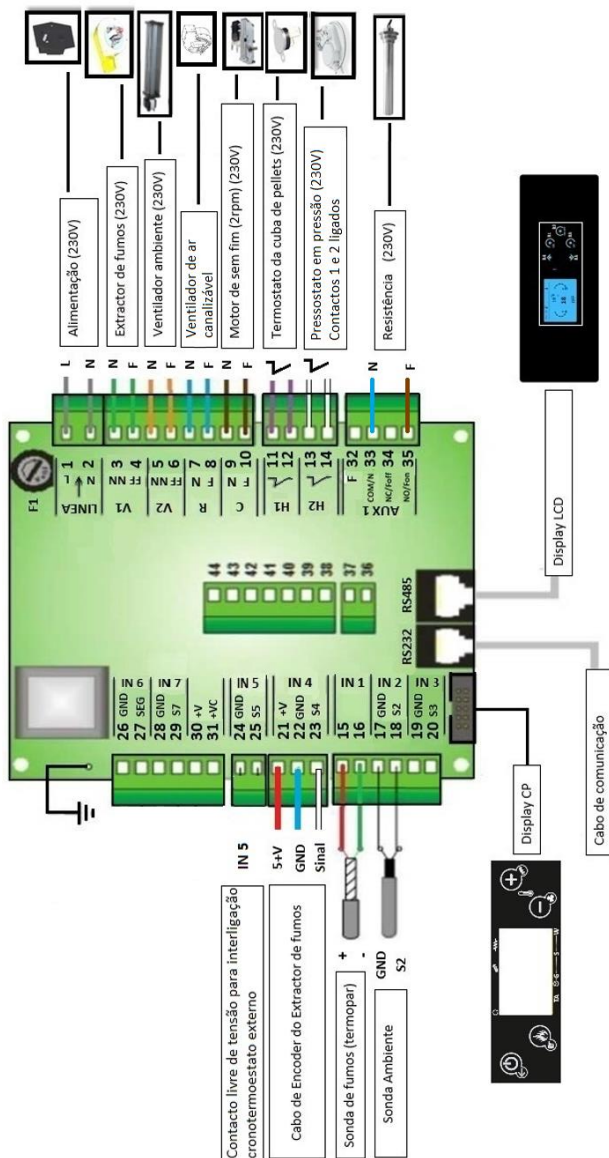 Alimentação (230V)
Extractor de fumos (230V)
Ventilador ambiente (230V)
Ventilador de ar
canalizável
Motor de sem fim (2rpm) (230V)
Termostato da cuba de pellets (230V)
Pressostato em pressão (230V)
Contactos 1 e 2 ligados
Resistência (230V)
L
N
N
F
N
F
N
F
N
F
N
F
F1
1 L
2 N
LINEA
3 NN
4 FF
V1
5 NN
6 FF
V2
7 N
8 F
R
9 N
10 F
C
11
12
H1
13
14
H2
32 F
33 COM/N
34 NC/Foff
35 NO/Fon
AUX 1
44
43
42
41
40
39
38
37
36
RS485
RS232
Display LCD
IN 6
26 GND
27 SEG
IN 7
28 GND
29 S7
30 +V
31 +VC
IN 5
24 GND
25 S5
IN 4
21 +V
22 GND
23 S4
IN 1
15
16
IN 2
17 GND
18 S2
IN 3
19 GND
20 S3
IN 5
5+V
GND
Sinal
+
-
GND
S2
Contacto livre de tensão para interligação
cronotermoestato externo
Cabo de Encoder do Extractor de fumos
Sonda de fumos (termopar)
Sonda Ambiente
Display CP
Cabo de comunicação